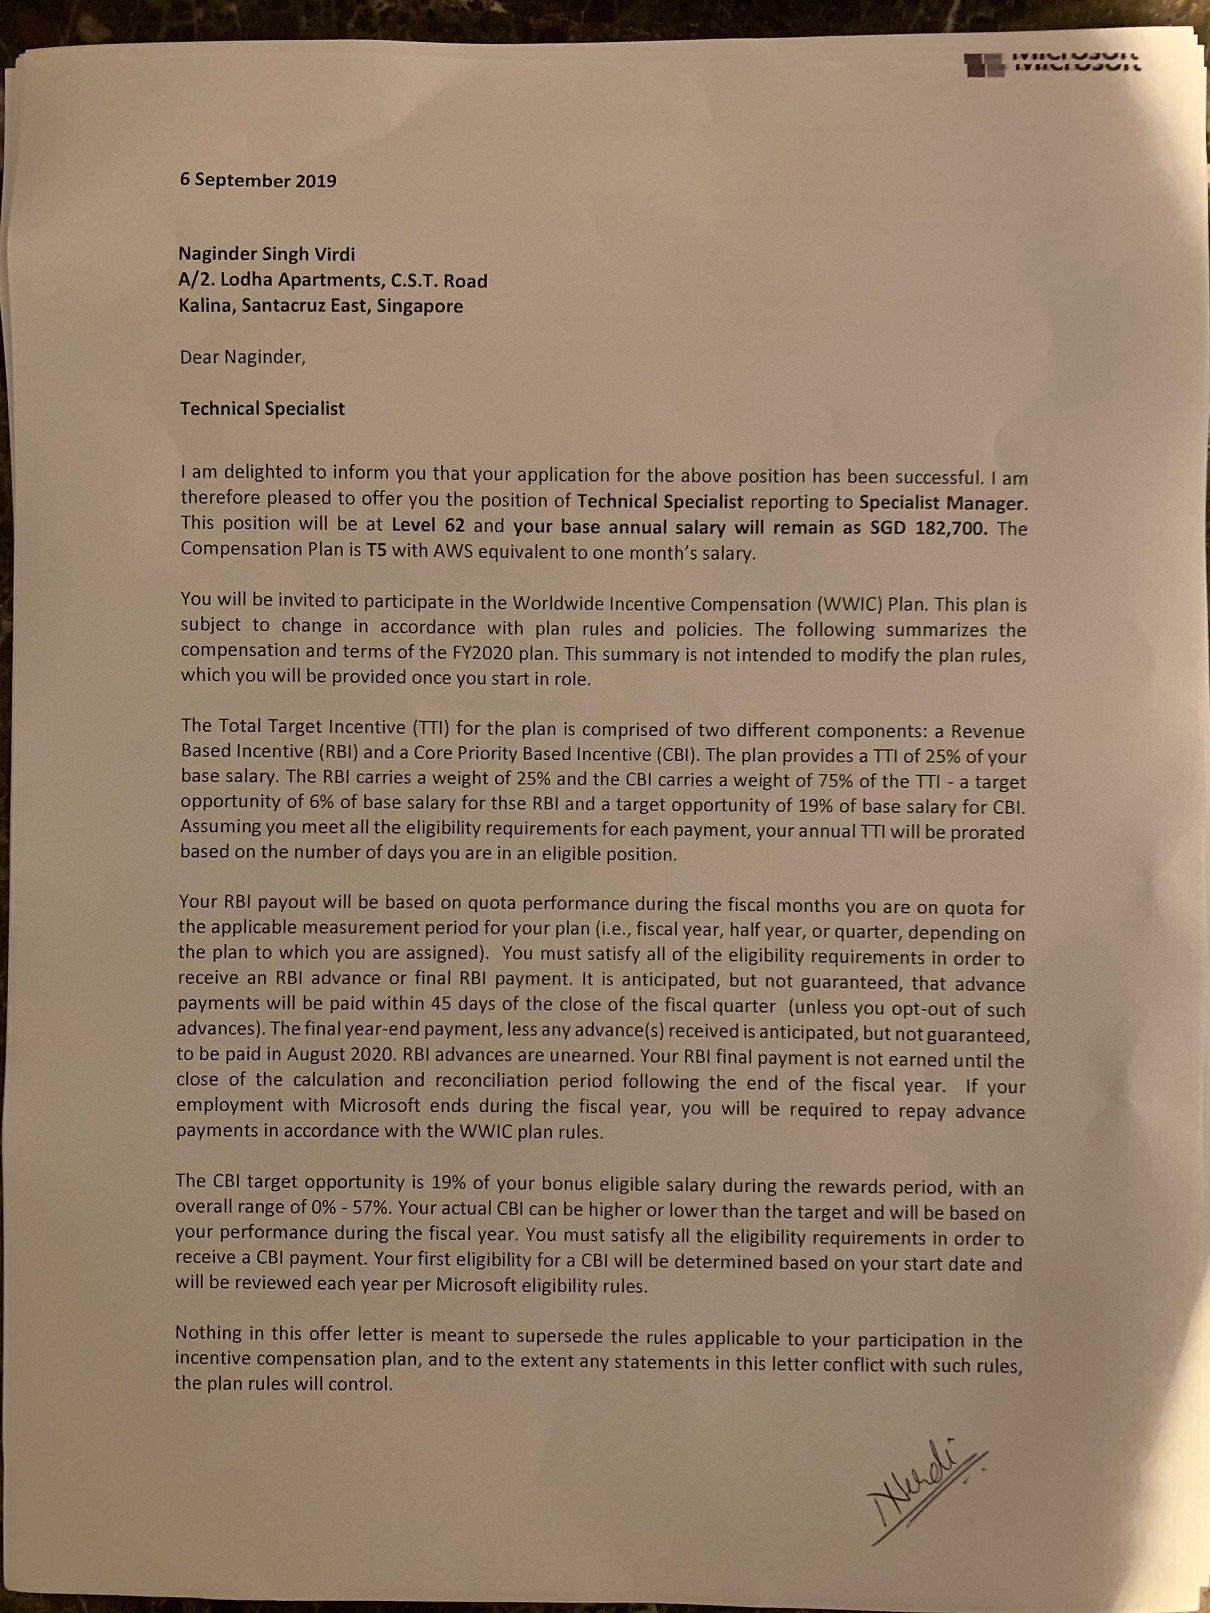 Microsoft
6 September 2019
Naginder Singh Virdi
A/2. Lodha Apartments, C.S.T. Road
Kalina, Santacruz East, Singapore
Dear Naginder,
Technical Specialist
I am delighted to inform you that your application for the above position has been successful. I am
therefore pleased to offer you the position of Technical Specialist reporting to Specialist Manager.
This position will be at Level 62 and your base annual salary will remain as SGD 182,700. The
Compensation Plan is T5 with AWS equivalent to one month's salary.
You will be invited to participate in the Worldwide Incentive Compensation (WWIC) Plan. This plan is
subject to change in accordance with plan rules and policies. The following summarizes the
compensation and terms of the FY2020 plan. This summary is not intended to modify the plan rules,
which you will be provided once you start in role.
The Total Target Incentive (TTI) for the plan is comprised of two different components: a Revenue
Based Incentive (RBI) and a Core Priority Based Incentive (CBI). The plan provides a TTI of 25% of your
base salary. The RBI carries a weight of 25% and the CBI carries a weight of 75% of the TTI - a target
opportunity of 6% of base salary for thse RBI and a target opportunity of 19% of base salary for CBI.
Assuming you meet all the eligibility requirements for each payment, your annual TTI will be prorated
based on the number of days you are in an eligible position.
Your RBI payout will be based on quota performance during the fiscal months you are on quota for
the applicable measurement period for your plan (i.e., fiscal year, half year, or quarter, depending on
the plan to which you are assigned). You must satisfy all of the eligibility requirements in order to
receive an RBI advance or final RBI payment. It is anticipated, but not guaranteed, that advance
payments will be paid within 45 days of the close of the fiscal quarter (unless you opt-out of such
advances). The final year-end payment, less any advance(s) received is anticipated, but not guaranteed,
to be paid in August 2020. RBI advances are unearned. Your RBI final payment is not earned until the
close of the calculation and reconciliation period following the end of the fiscal year. If your
employment with Microsoft ends during the fiscal year, you will be required to repay advance
payments in accordance with the WWIC plan rules.
The CBI target opportunity is 19% of your bonus eligible salary during the rewards period, with an
overall range of 0% - 57%. Your actual CBI can be higher or lower than the target and will be based on
your performance during the fiscal year. You must satisfy all the eligibility requirements in order to
receive a CBI payment. Your first eligibility for a CBI will be determined based on your start date and
will be reviewed each year per Microsoft eligibility rules.
Nothing in this offer letter is meant to supersede the rules applicable to your participation in the
incentive compensation plan, and to the extent any statements in this letter conflict with such rules,
the plan rules will control.